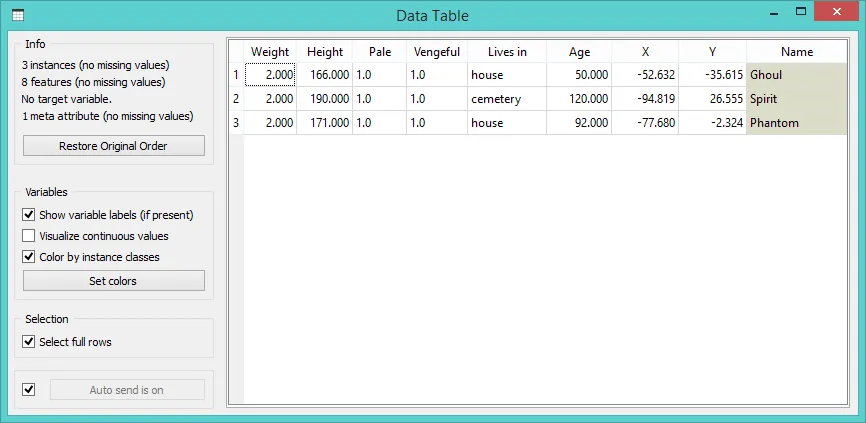 Data Table
Info
3 instances (no missing values)
8 features (no missing values)
No target variable.
1 meta attribute (no missing values)
Restore Original Order
Variables
Show variable labels (if present)
Visualize continuous values
Color by instance classes
Set colors
Selection
Select full rows
Auto send is on
Weight Height Pale Vengeful Lives in Age X Y Name
1 2.000 166.000 1.0 1.0 house 50.000 -52.632 -35.615 Ghoul
2 2.000 190.000 1.0 1.0 cemetery 120.000 -94.819 26.555 Spirit
3 2.000 171.000 1.0 1.0 house 92.000 -77.680 -2.324 Phantom